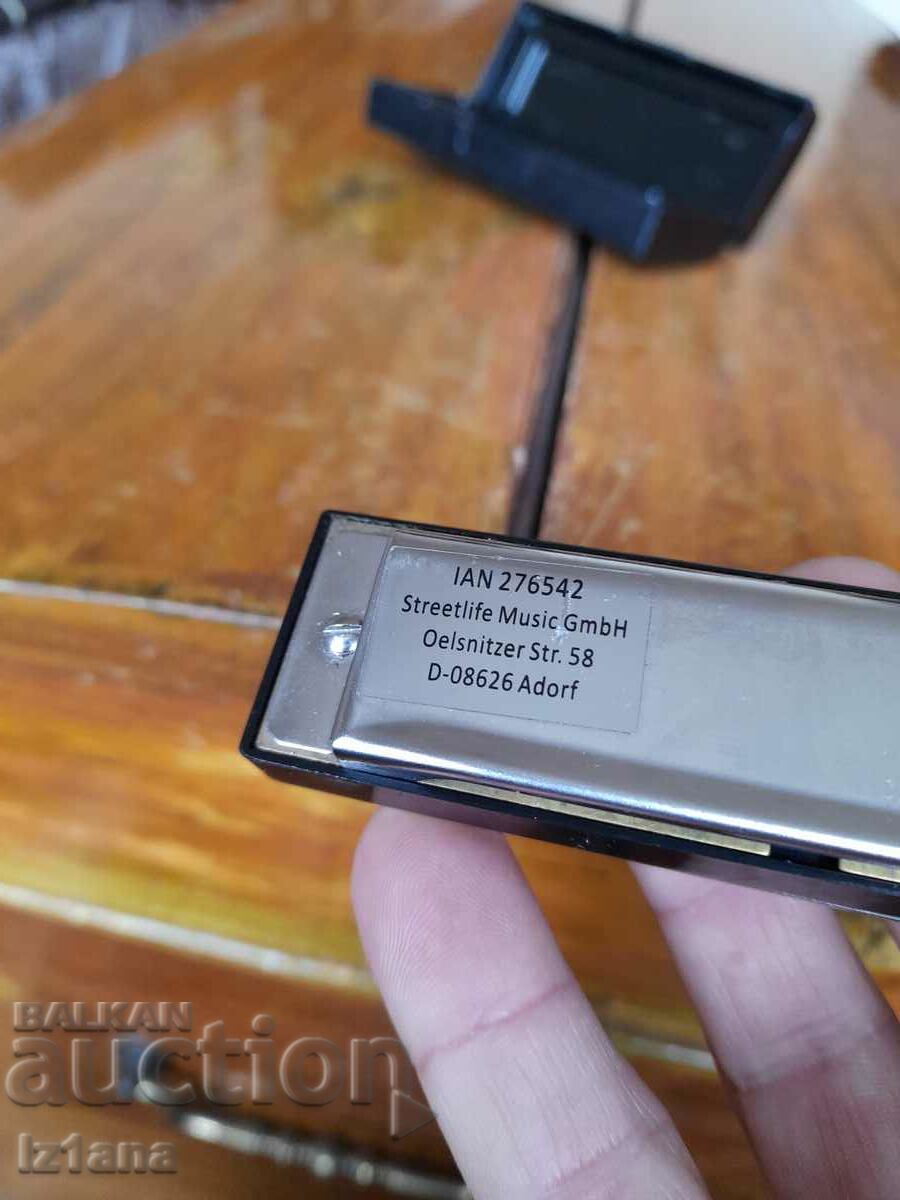 IAN 276542
Streetlife Music GmbH
Oelsnitzer Str. 58
D-08626 Adorf
BALKAN
auction
Iz1ana